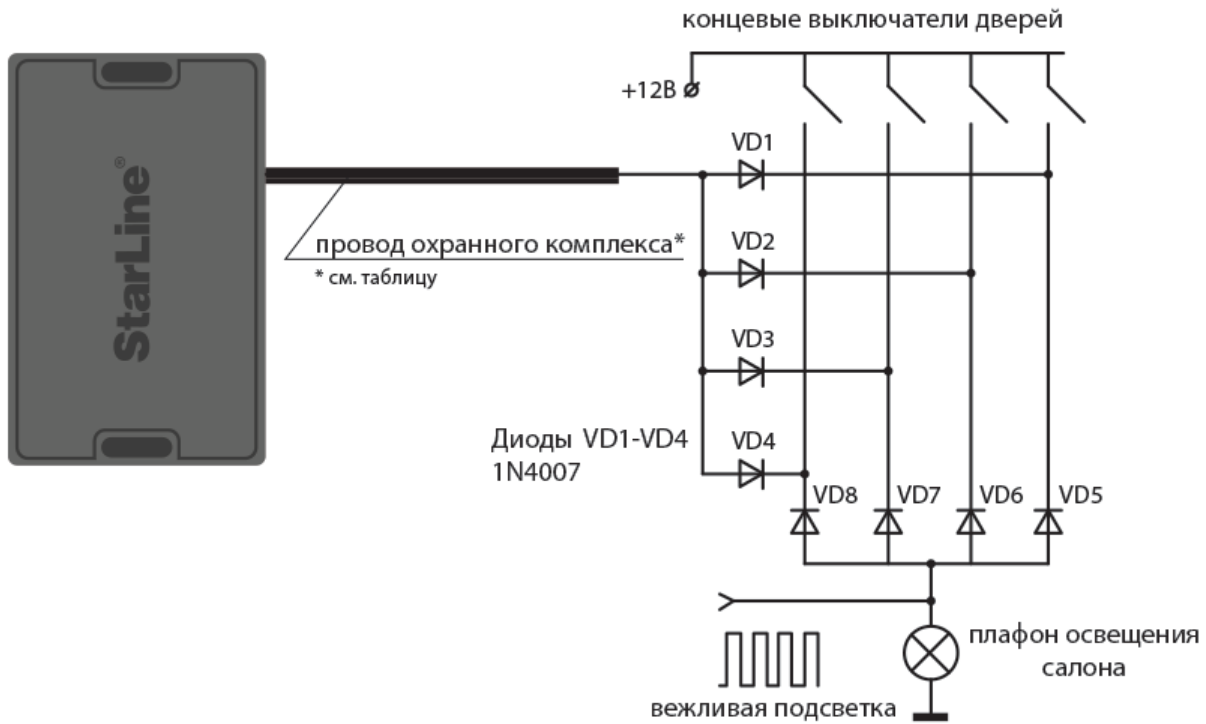 концевые выключатели дверей
+12В
StarLine®
VD1
провод охранного комплекса*
* см. таблицу
VD2
VD3
Диоды VD1-VD4
1N4007
VD4
VD8
VD7
VD6
VD5
плафон освещения
салона
вежливая подсветка